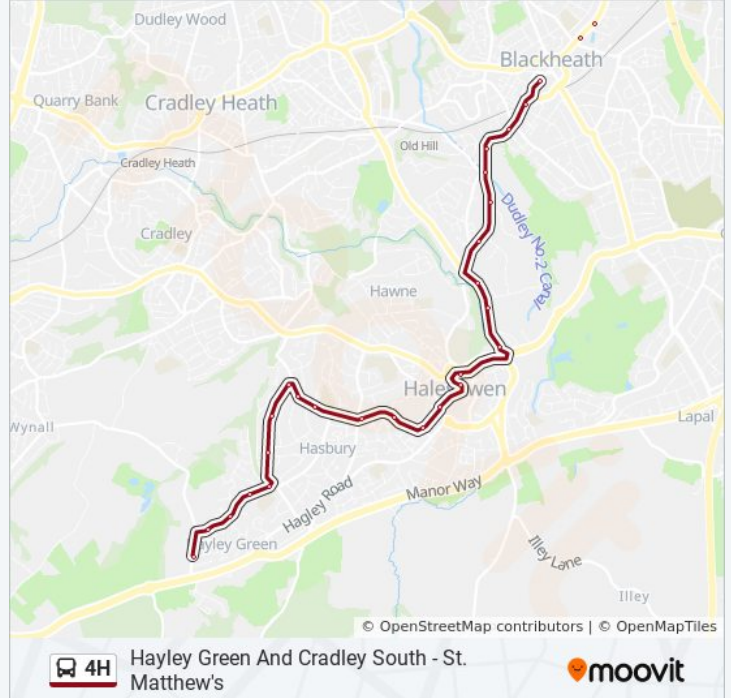 Dudley Wood
Blackheath
Quarry Bank
Cradley Heath
Old Hill
Cradley Heath
Dudley No.2 Canal
Cradley
Hawne
Halesowen
Lapal
Wynall
Hasbury
Hagley Road
Manor Way
Hayley Green
Illey Lane
Illey
© OpenStreetMap contributors | © OpenMapTiles
4H
Hayley Green And Cradley South - St.
Matthew's
moovit